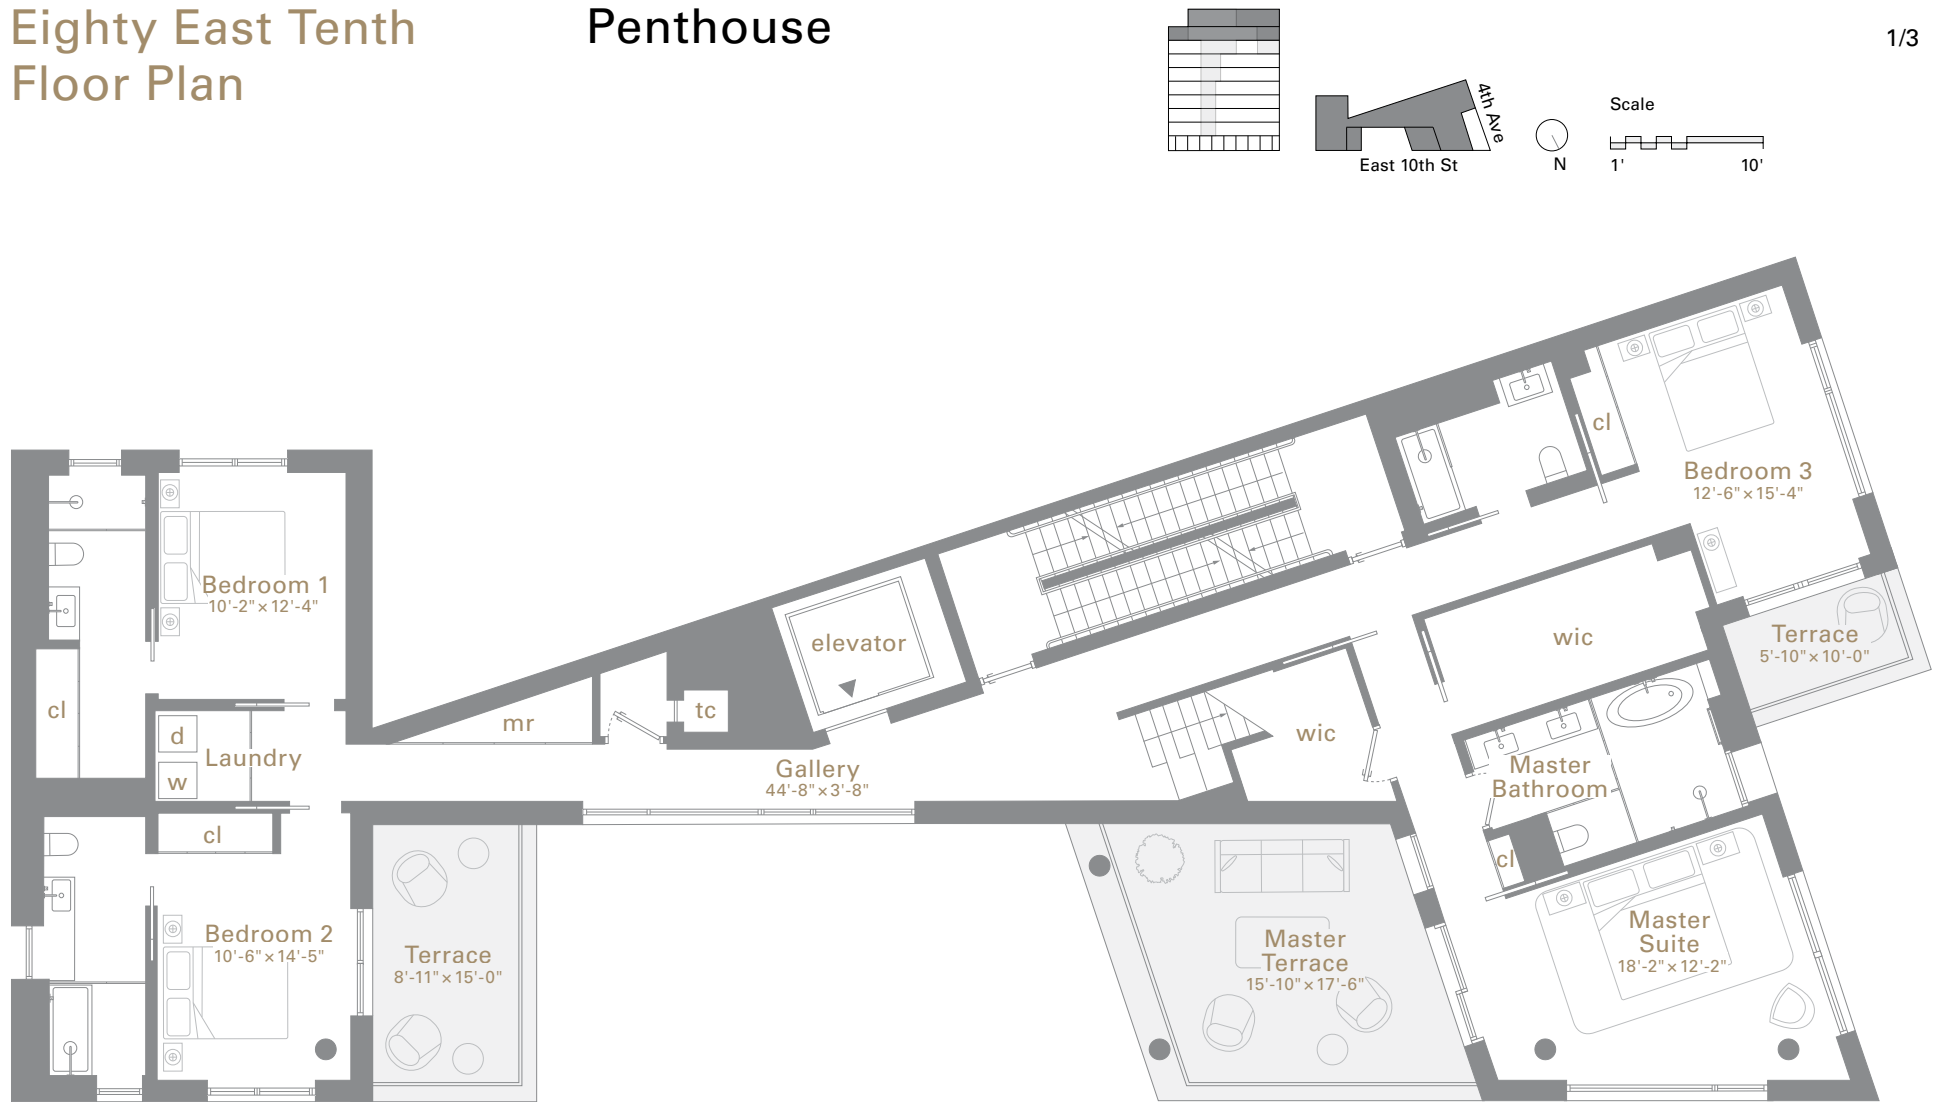 Eighty East Tenth
Floor Plan
Penthouse
1/3
4th Ave
East 10th St
N
Scale
1'
10'
cl
Bedroom 3
12'-6" × 15'-4"
Bedroom 1
10'-2" × 12'-4"
elevator
wic
Terrace
5'-10" × 10'-0"
cl
mr
tc
d
Laundry
w
wic
Gallery
44'-8" × 3'-8"
Master
Bathroom
cl
cl
Bedroom 2
10'-6" × 14'-5"
Terrace
8'-11" × 15'-0"
Master
Terrace
15'-10" × 17'-6"
Master
Suite
18'-2" × 12'-2"